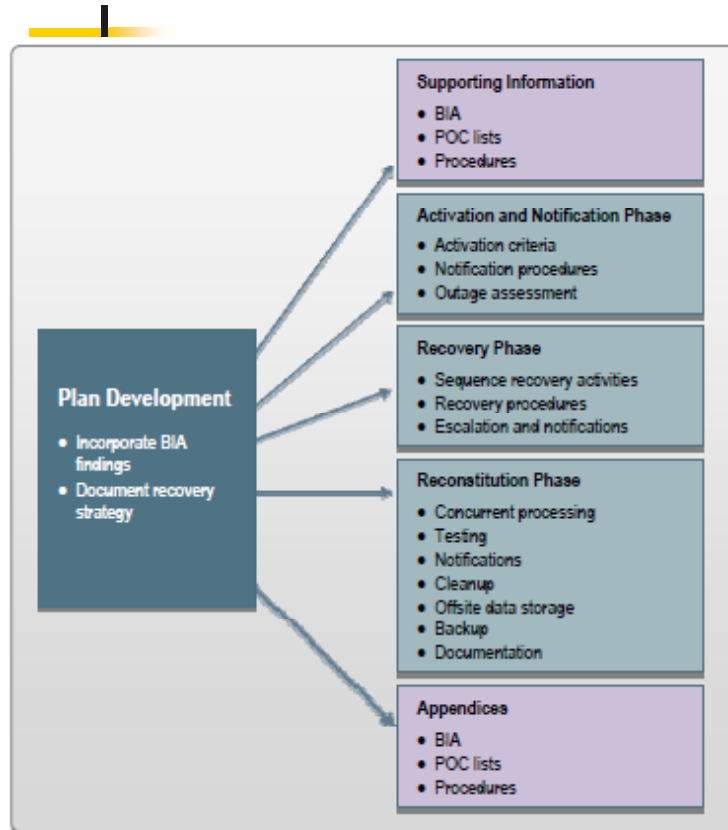 Plan Development
• Incorporate BIA
findings
• Document recovery
strategy
Supporting Information
• BIA
• POC lists
• Procedures
Activation and Notification Phase
• Activation criteria
• Notification procedures
• Outage assessment
Recovery Phase
• Sequence recovery activities
• Recovery procedures
• Escalation and notifications
Reconstitution Phase
• Concurrent processing
• Testing
• Notifications
• Cleanup
• Offsite data storage
• Backup
• Documentation
Appendices
• BIA
• POC lists
• Procedures